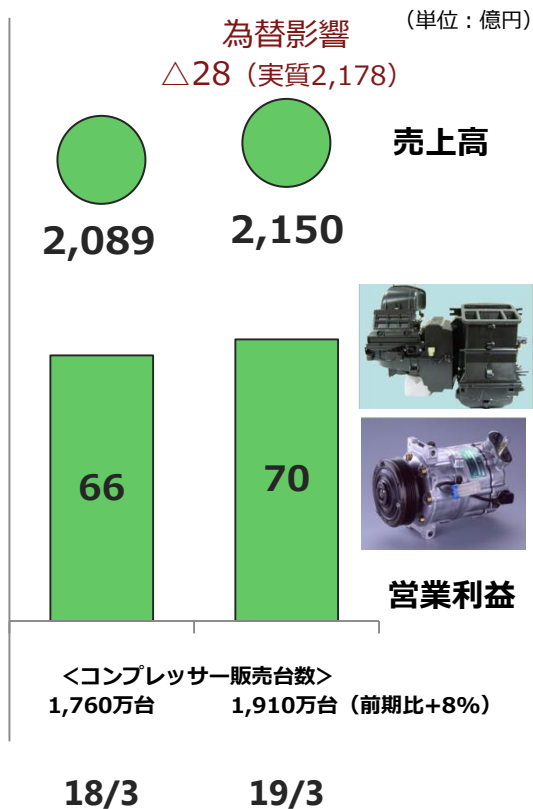 （単位：億円）
為替影響
△28（実質2,178）
売上高
2,089
2,150
66
70
営業利益
＜コンプレッサー販売台数＞
1,760万台
1,910万台（前期比+8%）
18/3
19/3